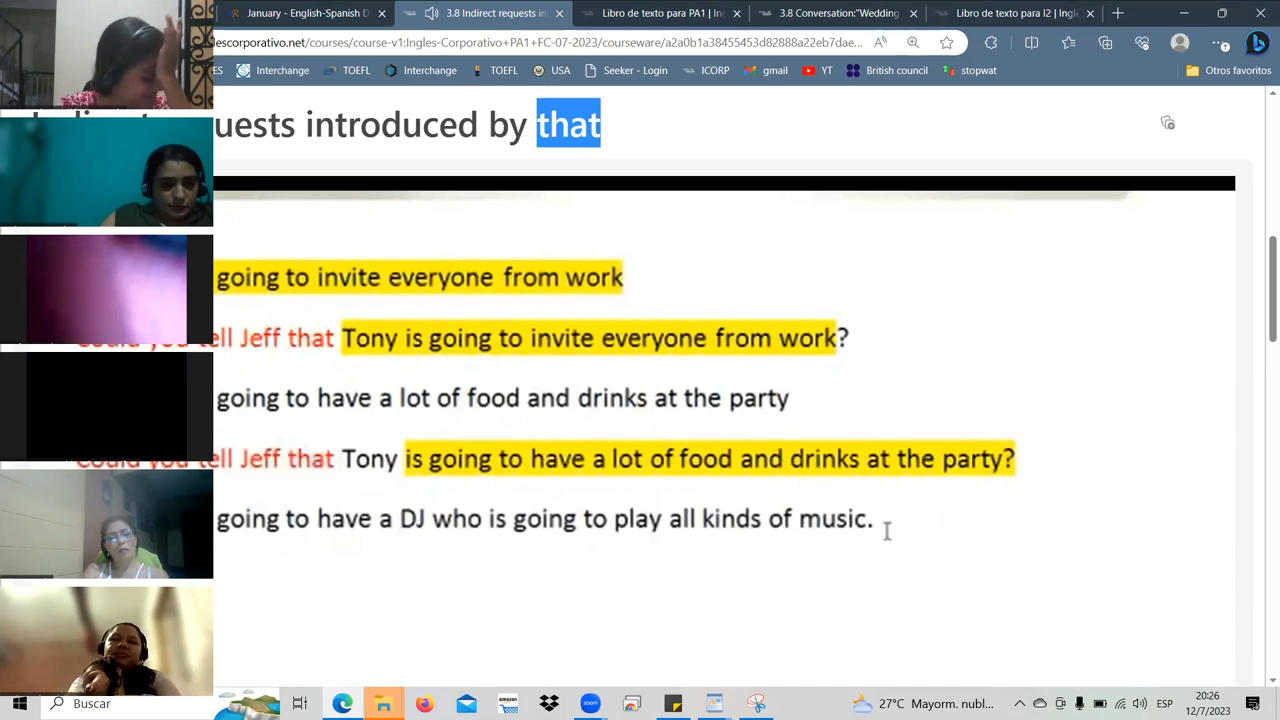 January - English-Spanish D
3.8 Indirect requests in
Libro de texto para PA1 | Ing
3.8 Conversation:"Wedding
Libro de texto para I2 | Ing
lescorporativo.net/courses/course-v1:Ingles-Corporativo+PA1+FC-07-2023/courseware/a2a0b1a38455453d82888a22eb7dae...
ES
Interchange
TOEFL
Interchange
TOEFL
USA
Seeker - Login
ICORP
gmail
YT
British council
stopwat
Otros favoritos
uests introduced by that
going to invite everyone from work
tell Jeff that Tony is going to invite everyone from work?
going to have a lot of food and drinks at the party
tell Jeff that Tony is going to have a lot of food and drinks at the party?
going to have a DJ who is going to play all kinds of music.
Buscar
amazon
zoom
27°C Mayorm. nubl...
ESP
20:26
12/7/2023